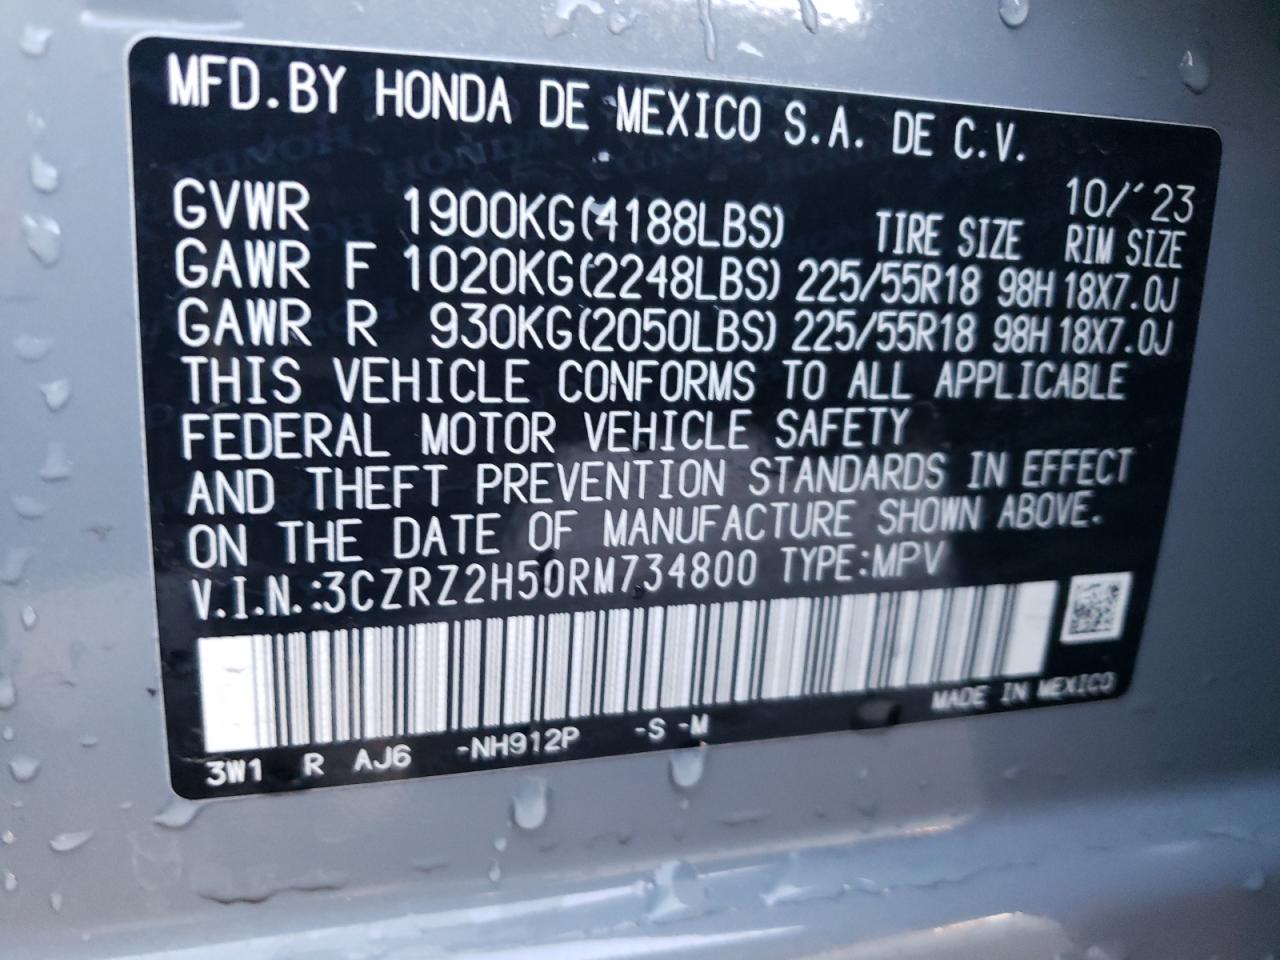 MFD.BY HONDA DE MEXICO S.A. DE C.V.
10/´23
GVWR 1900KG(4188LBS) TIRE SIZE RIM SIZE
GAWR F 1020KG(2248LBS) 225/55R18 98H 18X7.0J
GAWR R 930KG(2050LBS) 225/55R18 98H 18X7.0J
THIS VEHICLE CONFORMS TO ALL APPLICABLE
FEDERAL MOTOR VEHICLE SAFETY
AND THEFT PREVENTION STANDARDS IN EFFECT
ON THE DATE OF MANUFACTURE SHOWN ABOVE.
V.I.N.:3CZRZ2H50RM734800 TYPE:MPV
MADE IN MEXICO
3W1 R AJ6 -NH912P -S -M